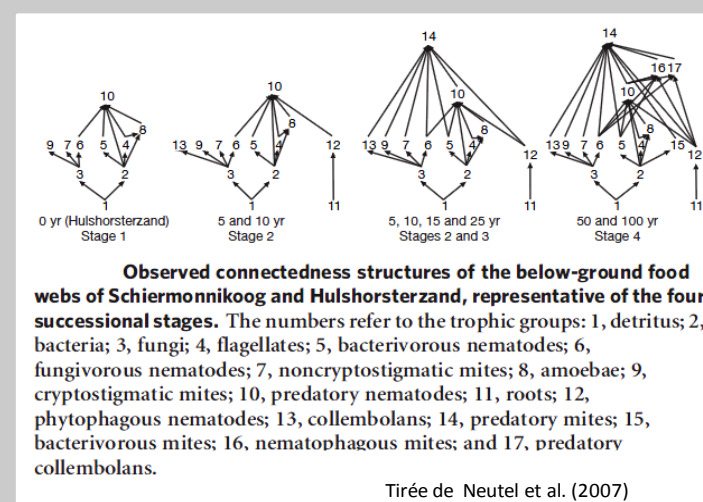 14
14
16 17
10
10
10
10
9 7 6 5 4 8
13 9 7 6 5 4 8 12
13 9 7 6 5 4 8 12
13 9 7 6 5 4 8 15 12
3 2
3 2
3 2
3 2
1
1 11
1 11
1 11
0 yr (Hulshorsterzand)
Stage 1
5 and 10 yr
Stage 2
5, 10, 15 and 25 yr
Stages 2 and 3
50 and 100 yr
Stage 4
Observed connectedness structures of the below-ground food
webs of Schiermonnikoog and Hulshorsterzand, representative of the four
successional stages. The numbers refer to the trophic groups: 1, detritus; 2,
bacteria; 3, fungi; 4, flagellates; 5, bacterivorous nematodes; 6,
fungivorous nematodes; 7, noncryptostigmatic mites; 8, amoebae; 9,
cryptostigmatic mites; 10, predatory nematodes; 11, roots; 12,
phytophagous nematodes; 13, collembolans; 14, predatory mites; 15,
bacterivorous mites; 16, nematophagous mites; and 17, predatory
collembolans.
Tirée de Neutel et al. (2007)